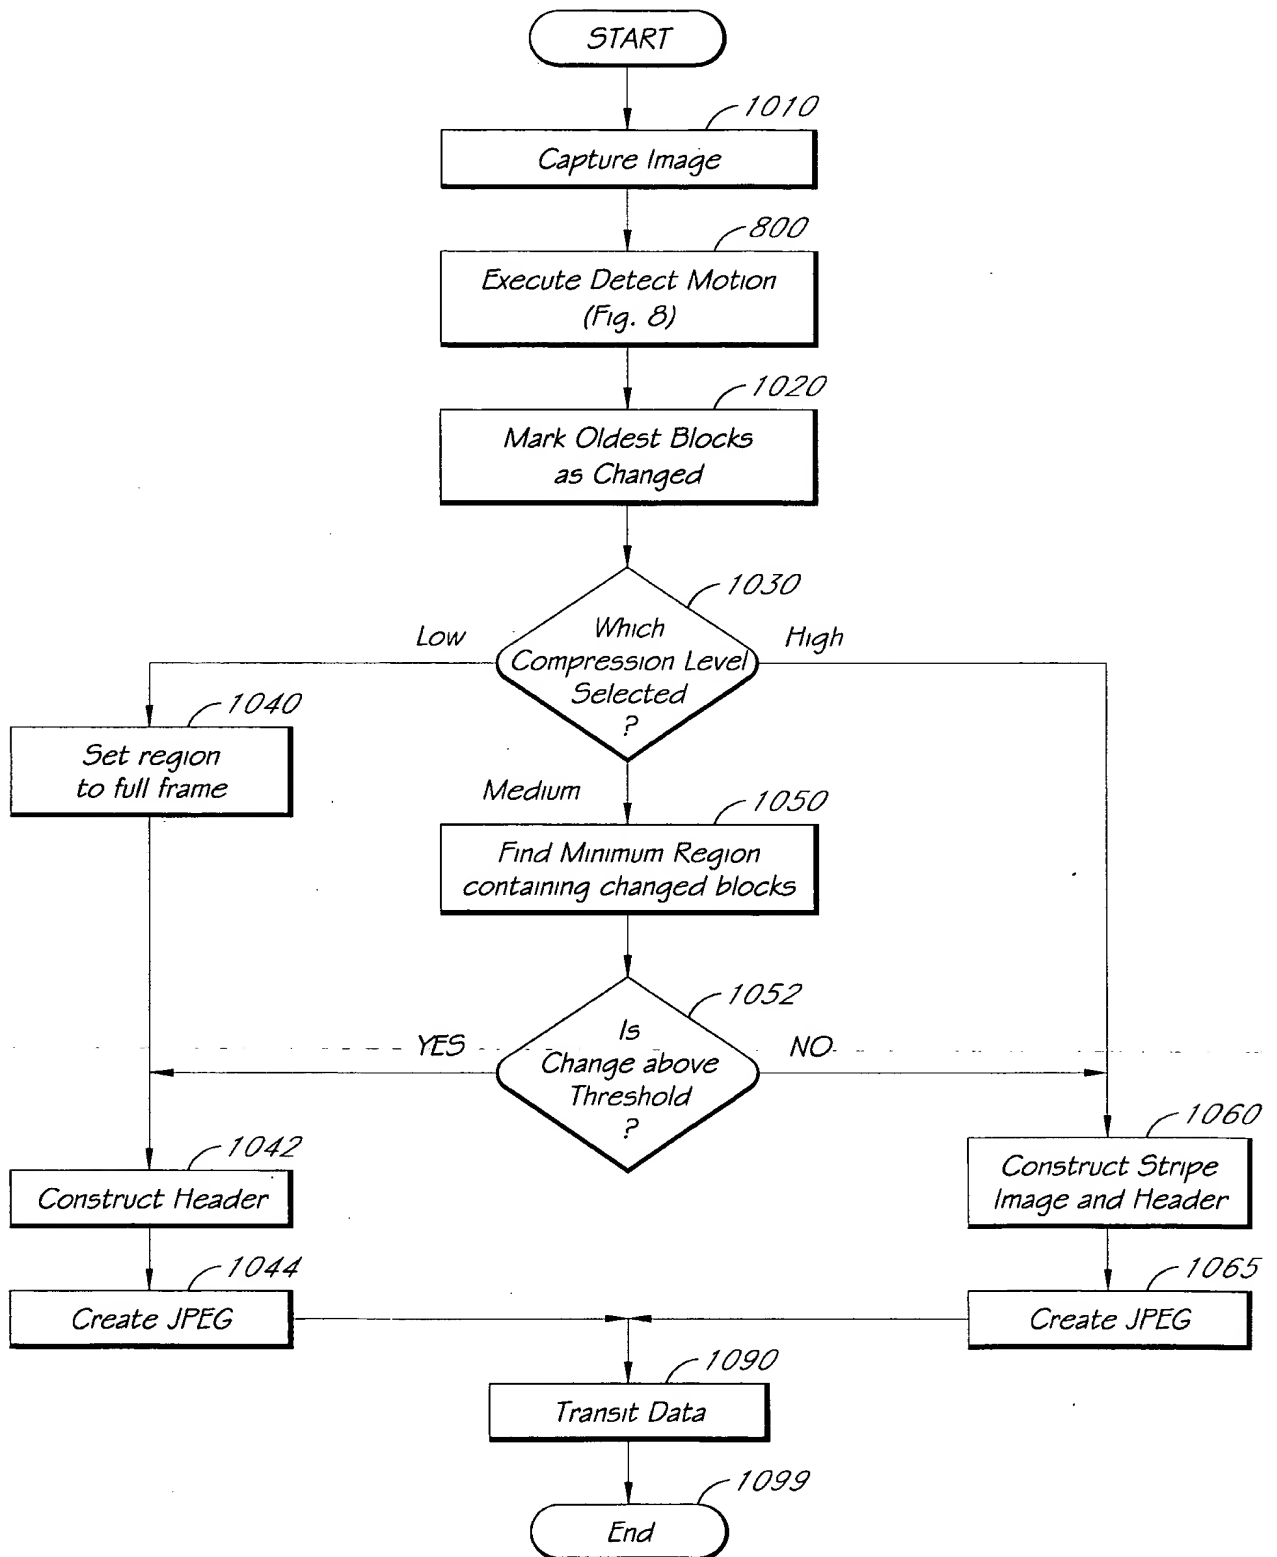 START
1010
Capture Image
800
Execute Detect Motion
(Fig. 8)
1020
Mark Oldest Blocks
as Changed
1030
Low
Which
Compression Level
Selected
?
High
1040
Set region
to full frame
Medium
1050
Find Minimum Region
containing changed blocks
1052
YES
Is
Change above
Threshold
?
NO
1042
Construct Header
1060
Construct Stripe
Image and Header
1044
Create JPEG
1065
Create JPEG
1090
Transit Data
1099
End